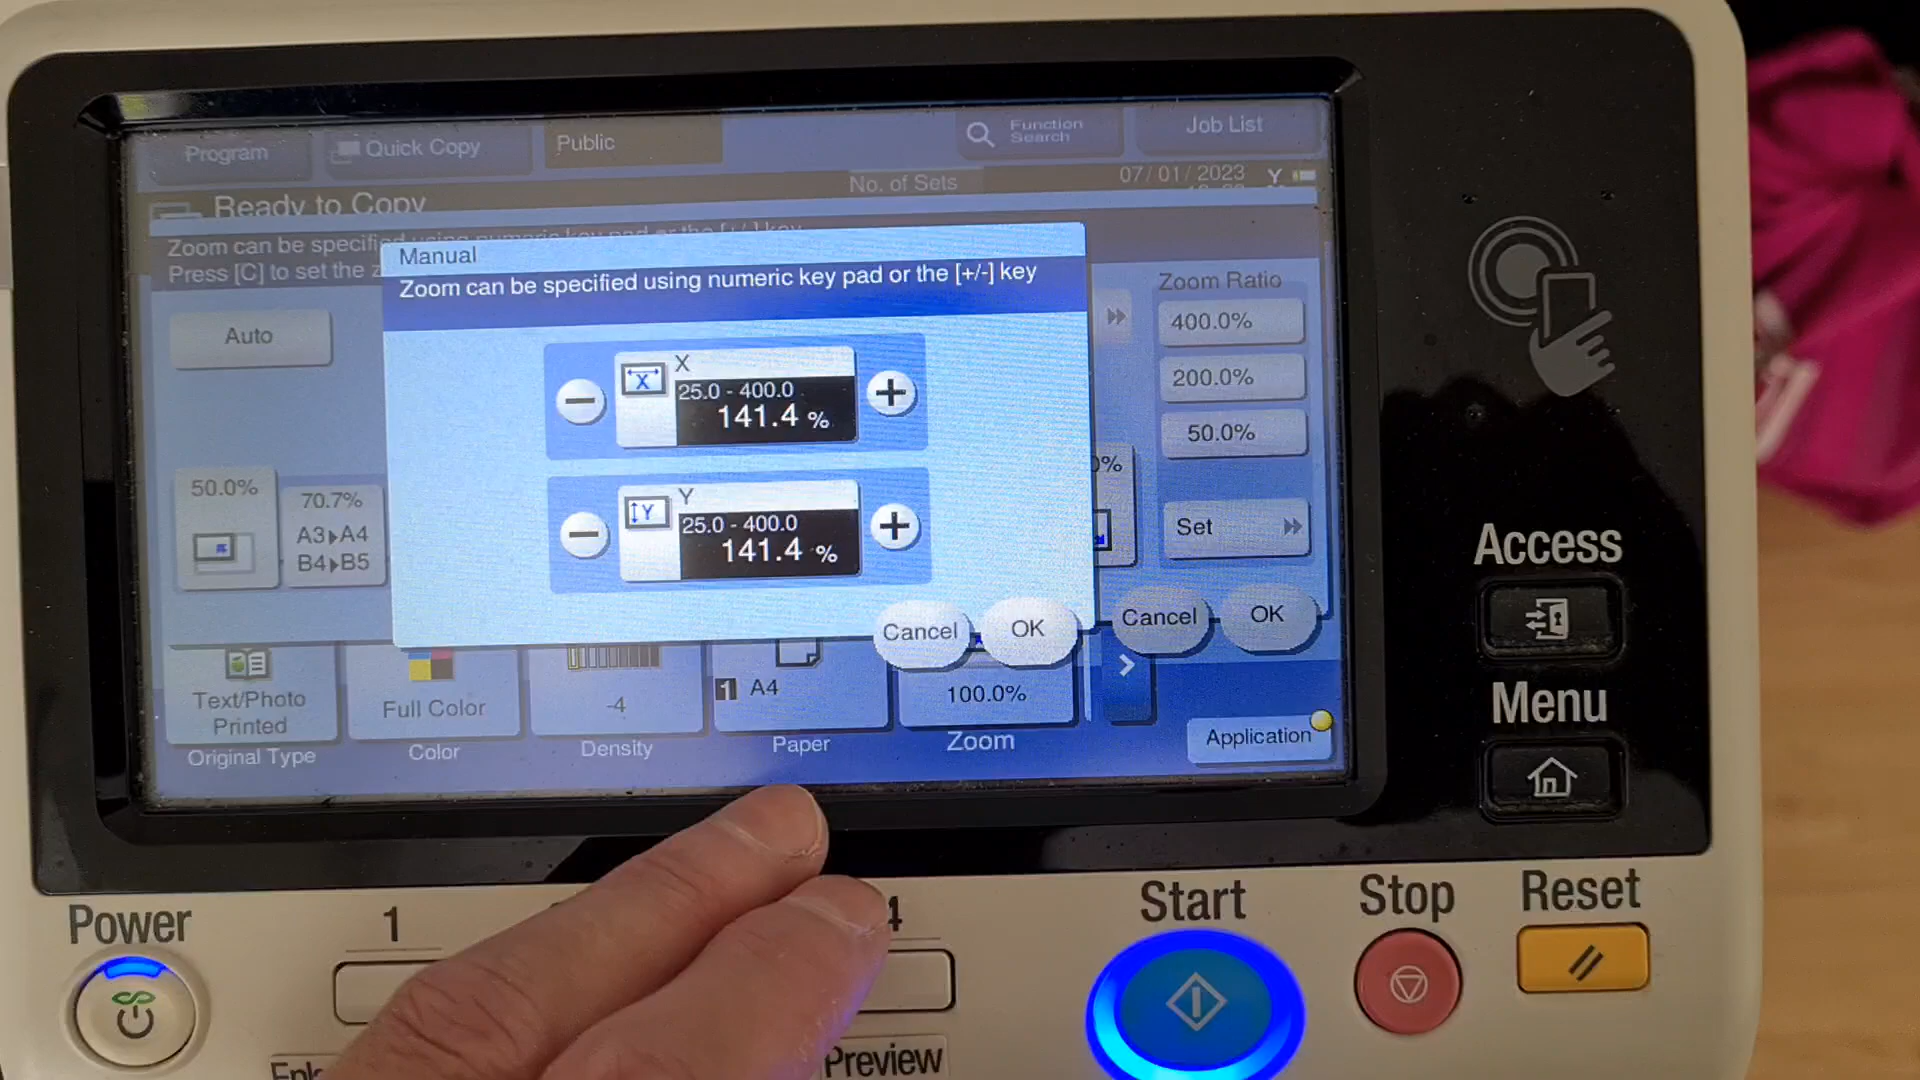 Program
Quick Copy
Public
Function
Search
Job List
Ready to Copy
No. of Sets
07/01/2023
Y
Zoom can be specified using numeric key pad or the [+/-] key
Press [C] to set the z
Manual
Zoom can be specified using numeric key pad or the [+/-] key
Auto
X
X
25.0 - 400.0
141.4 %
Y
Y
25.0 - 400.0
141.4 %
Cancel
OK
Zoom Ratio
400.0%
200.0%
50.0%
Set
Cancel
OK
50.0%
70.7%
A3▸A4
B4▸B5
0%
Text/Photo
Printed
Original Type
Full Color
Color
-4
Density
1 A4
Paper
100.0%
Zoom
Application
Access
Menu
Power
1
4
Start
Stop
Reset
Preview